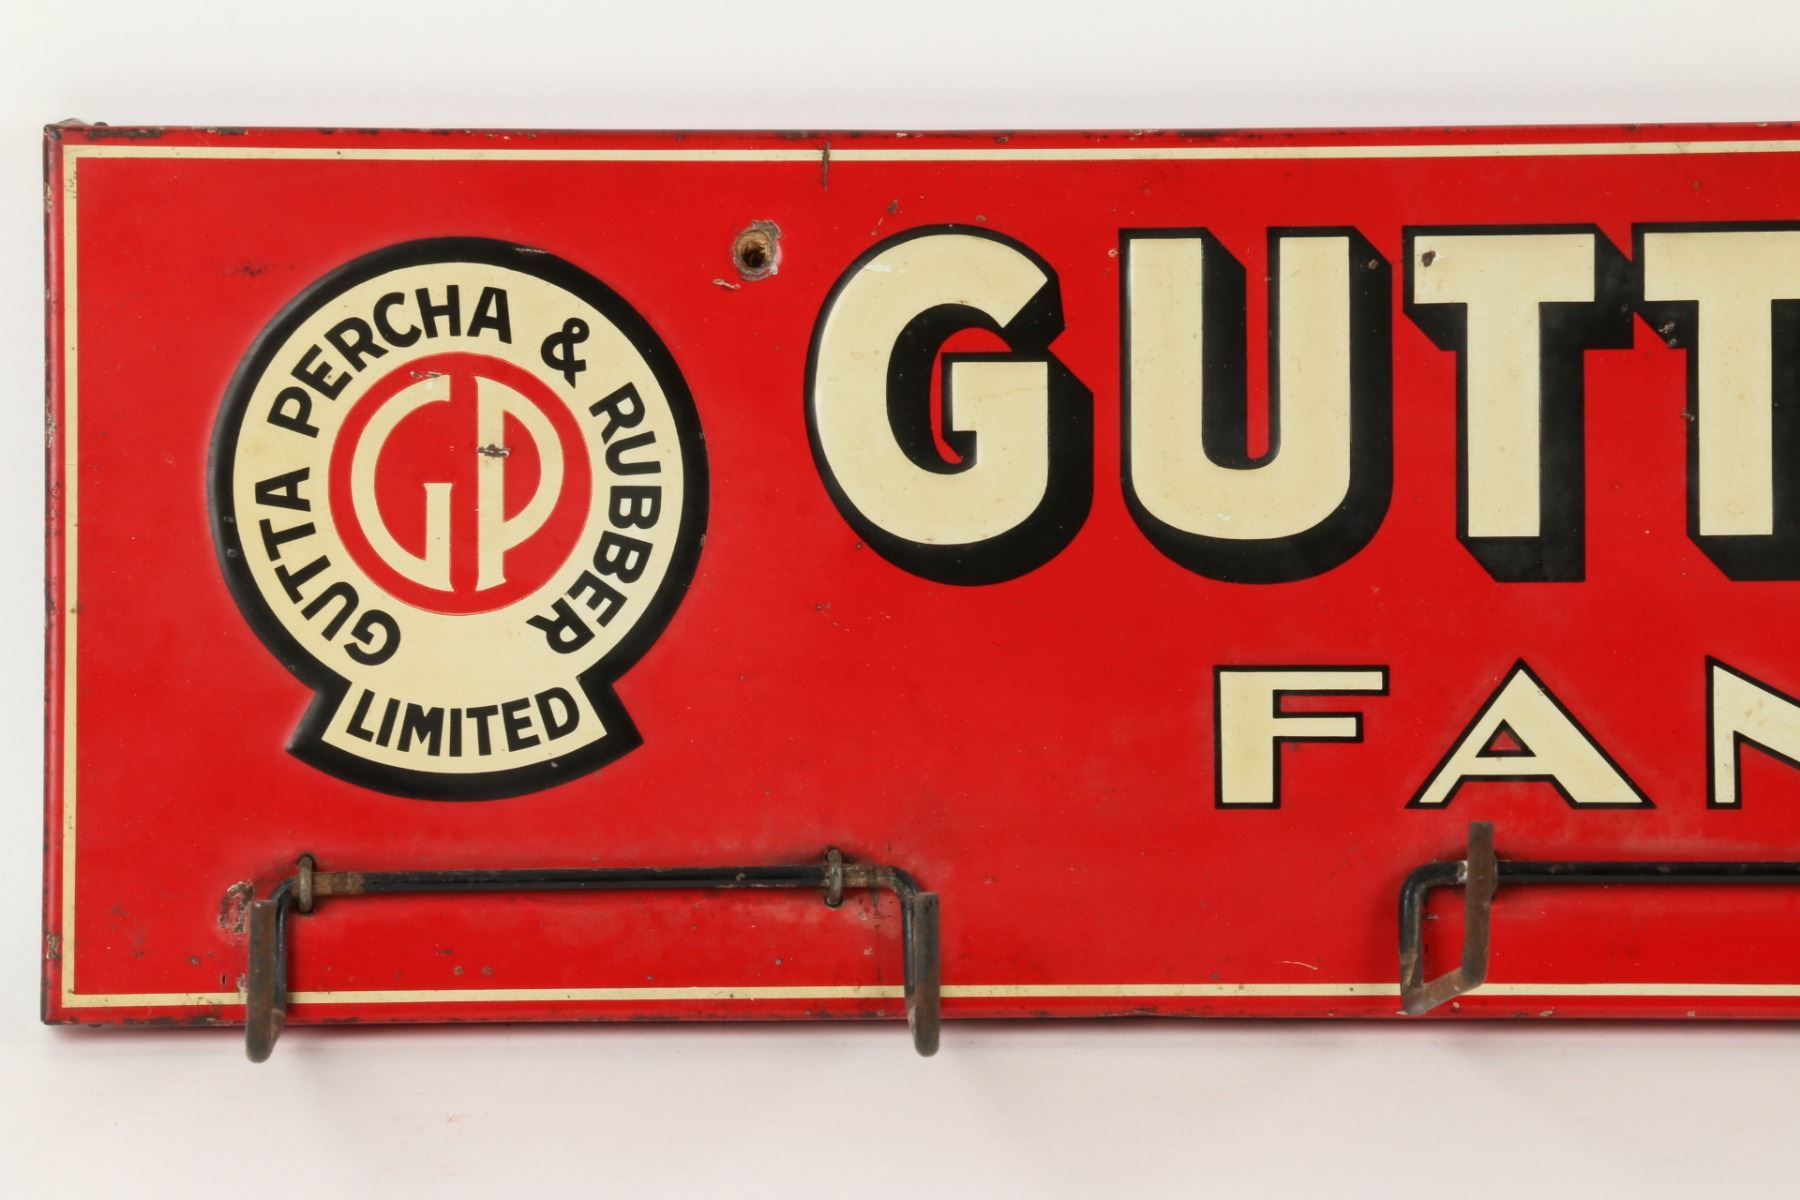 GUTTA PERCHA & RUBBER
LIMITED
GP
GUTT
FAN